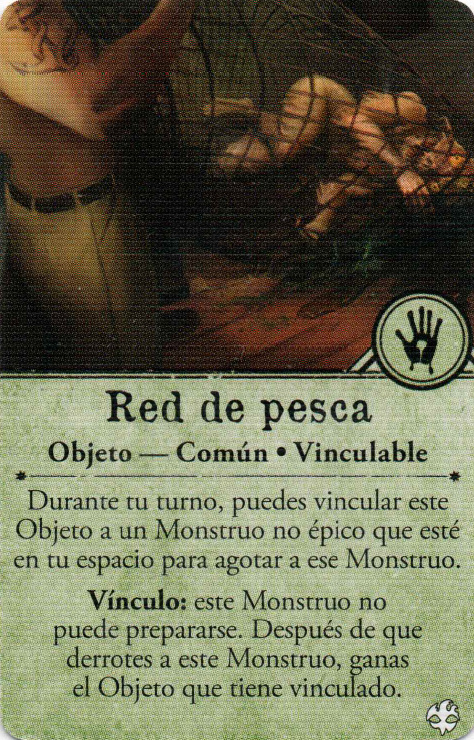 Red de pesca
Objeto — Común • Vinculable
Durante tu turno, puedes vincular este
Objeto a un Monstruo no épico que esté
en tu espacio para agotar a ese Monstruo.
Vínculo: este Monstruo no
puede prepararse. Después de que
derrotes a este Monstruo, ganas
el Objeto que tiene vinculado.